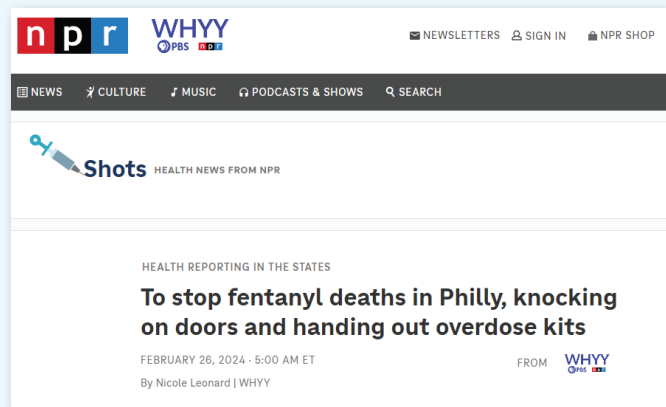 npr WHYY
PBS npr
NEWSLETTERS SIGN IN NPR SHOP
NEWS CULTURE MUSIC PODCASTS & SHOWS SEARCH
Shots HEALTH NEWS FROM NPR
HEALTH REPORTING IN THE STATES
To stop fentanyl deaths in Philly, knocking
on doors and handing out overdose kits
FEBRUARY 26, 2024 · 5:00 AM ET
FROM WHYY
PBS npr
By Nicole Leonard | WHYY